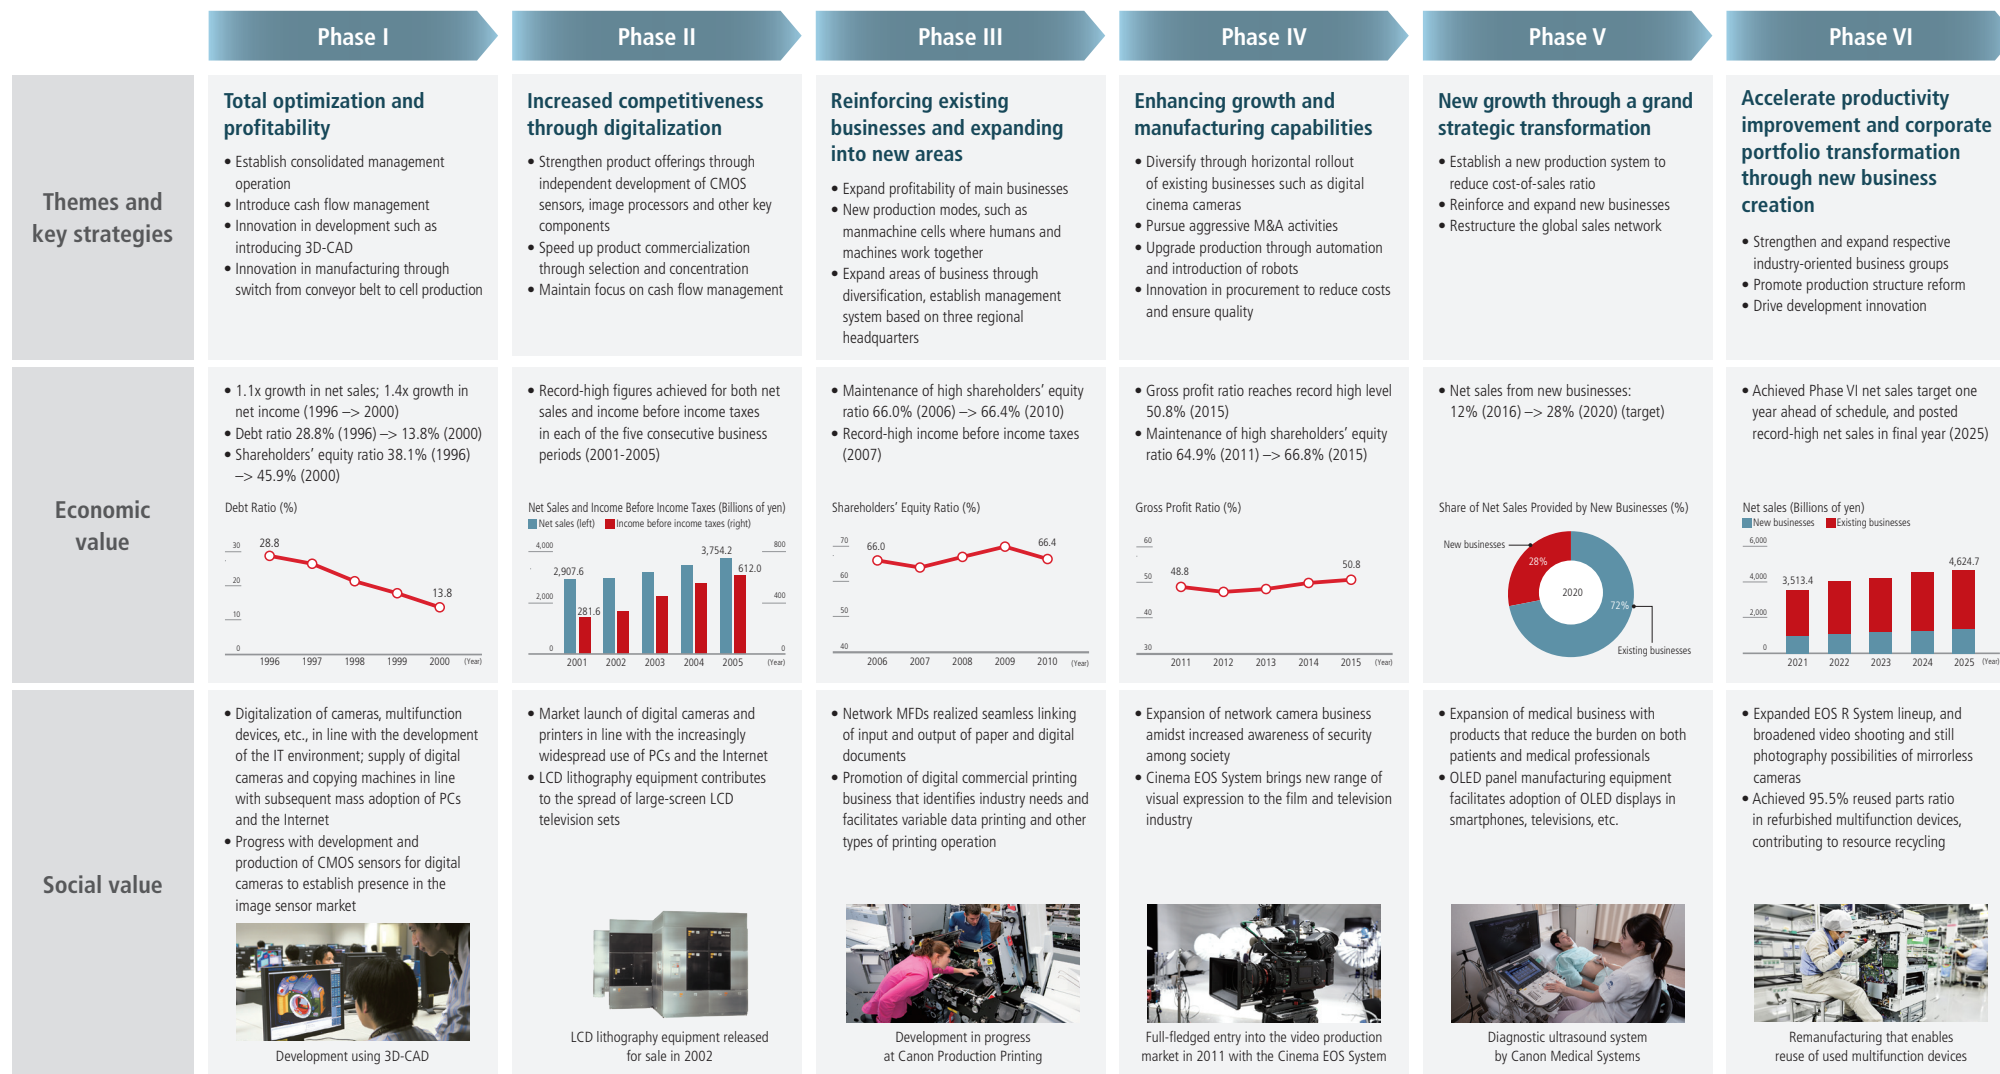 Phase I
Phase II
Phase III
Phase IV
Phase V
Phase VI
Themes and
key strategies
Total optimization and
profitability
• Establish consolidated management
operation
• Introduce cash flow management
• Innovation in development such as
introducing 3D-CAD
• Innovation in manufacturing through
switch from conveyor belt to cell production
Increased competitiveness
through digitalization
• Strengthen product offerings through
independent development of CMOS
sensors, image processors and other key
components
• Speed up product commercialization
through selection and concentration
• Maintain focus on cash flow management
Reinforcing existing
businesses and expanding
into new areas
• Expand profitability of main businesses
• New production modes, such as
manmachine cells where humans and
machines work together
• Expand areas of business through
diversification, establish management
system based on three regional
headquarters
Enhancing growth and
manufacturing capabilities
• Diversify through horizontal rollout
of existing businesses such as digital
cinema cameras
• Pursue aggressive M&A activities
• Upgrade production through automation
and introduction of robots
• Innovation in procurement to reduce costs
and ensure quality
New growth through a grand
strategic transformation
• Establish a new production system to
reduce cost-of-sales ratio
• Reinforce and expand new businesses
• Restructure the global sales network
Accelerate productivity
improvement and corporate
portfolio transformation
through new business
creation
• Strengthen and expand respective
industry-oriented business groups
• Promote production structure reform
• Drive development innovation
Economic
value
• 1.1x growth in net sales; 1.4x growth in
net income (1996 –> 2000)
• Debt ratio 28.8% (1996) –> 13.8% (2000)
• Shareholders' equity ratio 38.1% (1996)
–> 45.9% (2000)
Debt Ratio (%)
30
20
10
0
28.8
13.8
1996 1997 1998 1999 2000 (Year)
• Record-high figures achieved for both net
sales and income before income taxes
in each of the five consecutive business
periods (2001-2005)
Net Sales and Income Before Income Taxes (Billions of yen)
Net sales (left) Income before income taxes (right)
4,000
2,000
0
800
400
0
2,907.6
281.6
3,754.2
612.0
2001 2002 2003 2004 2005 (Year)
• Maintenance of high shareholders' equity
ratio 66.0% (2006) –> 66.4% (2010)
• Record-high income before income taxes
(2007)
Shareholders' Equity Ratio (%)
70
60
50
40
66.0
66.4
2006 2007 2008 2009 2010 (Year)
• Gross profit ratio reaches record high level
50.8% (2015)
• Maintenance of high shareholders' equity
ratio 64.9% (2011) –> 66.8% (2015)
Gross Profit Ratio (%)
60
50
40
30
48.8
50.8
2011 2012 2013 2014 2015 (Year)
• Net sales from new businesses:
12% (2016) –> 28% (2020) (target)
Share of Net Sales Provided by New Businesses (%)
New businesses
28%
2020
72%
Existing businesses
• Achieved Phase VI net sales target one
year ahead of schedule, and posted
record-high net sales in final year (2025)
Net sales (Billions of yen)
New businesses Existing businesses
6,000
4,000
2,000
0
3,513.4
4,624.7
2021 2022 2023 2024 2025 (Year)
Social value
• Digitalization of cameras, multifunction
devices, etc., in line with the development
of the IT environment; supply of digital
cameras and copying machines in line
with subsequent mass adoption of PCs
and the Internet
• Progress with development and
production of CMOS sensors for digital
cameras to establish presence in the
image sensor market
Development using 3D-CAD
• Market launch of digital cameras and
printers in line with the increasingly
widespread use of PCs and the Internet
• LCD lithography equipment contributes
to the spread of large-screen LCD
television sets
LCD lithography equipment released
for sale in 2002
• Network MFDs realized seamless linking
of input and output of paper and digital
documents
• Promotion of digital commercial printing
business that identifies industry needs and
facilitates variable data printing and other
types of printing operation
Development in progress
at Canon Production Printing
• Expansion of network camera business
amidst increased awareness of security
among society
• Cinema EOS System brings new range of
visual expression to the film and television
industry
Full-fledged entry into the video production
market in 2011 with the Cinema EOS System
• Expansion of medical business with
products that reduce the burden on both
patients and medical professionals
• OLED panel manufacturing equipment
facilitates adoption of OLED displays in
smartphones, televisions, etc.
Diagnostic ultrasound system
by Canon Medical Systems
• Expanded EOS R System lineup, and
broadened video shooting and still
photography possibilities of mirrorless
cameras
• Achieved 95.5% reused parts ratio
in refurbished multifunction devices,
contributing to resource recycling
Remanufacturing that enables
reuse of used multifunction devices